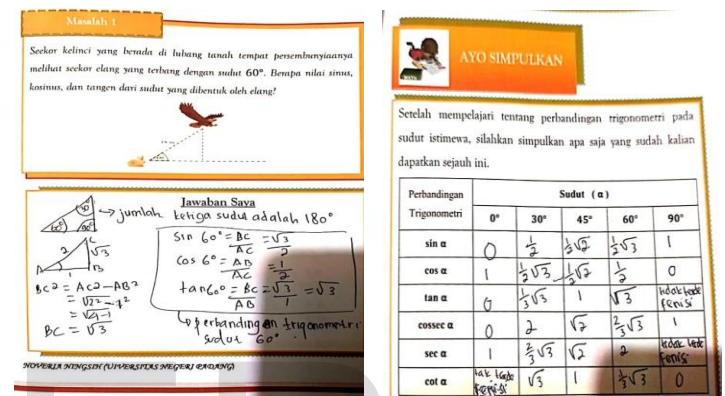 Masalah 1
Seekor kelinci yang berada di lubang tanah tempat persembunyiaanya
melihat seekor elang yang terbang dengan sudut 60°. Berapa nilai sinus,
kosinus, dan tangen dari sudut yang dibentuk oleh elang?
Jawaban Saya
→ jumlah ketiga sudut adalah 180°
30°
60° 90°
2 C √3
A 1 B
BC² = AC² - AB²
= √2² - 1²
= √4-1
BC = √3
Sin 60° = BC/AC = √3/2
Cos 6° = AB/AC = 1/2
tan 60° = BC/AB = √3/1 = √3
perbandingan trigonometri
sudut 60°
NOVERIA NINGSIH (UIVERSITAS NEGERI PADANG)
AYO SIMPULKAN
Setelah mempelajari tentang perbandingan trigonometri pada
sudut istimewa, silahkan simpulkan apa saja yang sudah kalian
dapatkan sejauh ini.
Perbandingan Trigonometri Sudut (α)
0° 30° 45° 60° 90°
sin α 0 1/2 1/2√2 1/2√3 1
cos α 1 1/2√3 1/2√2 1/2 0
tan α 0 1/3√3 1 √3 tidak terdefenisi
cossec α 0 2 √2 2/3√3 1
sec α 1 2/3√3 √2 2 tidak terdefenisi
cot α √3 1 1/3√3 0